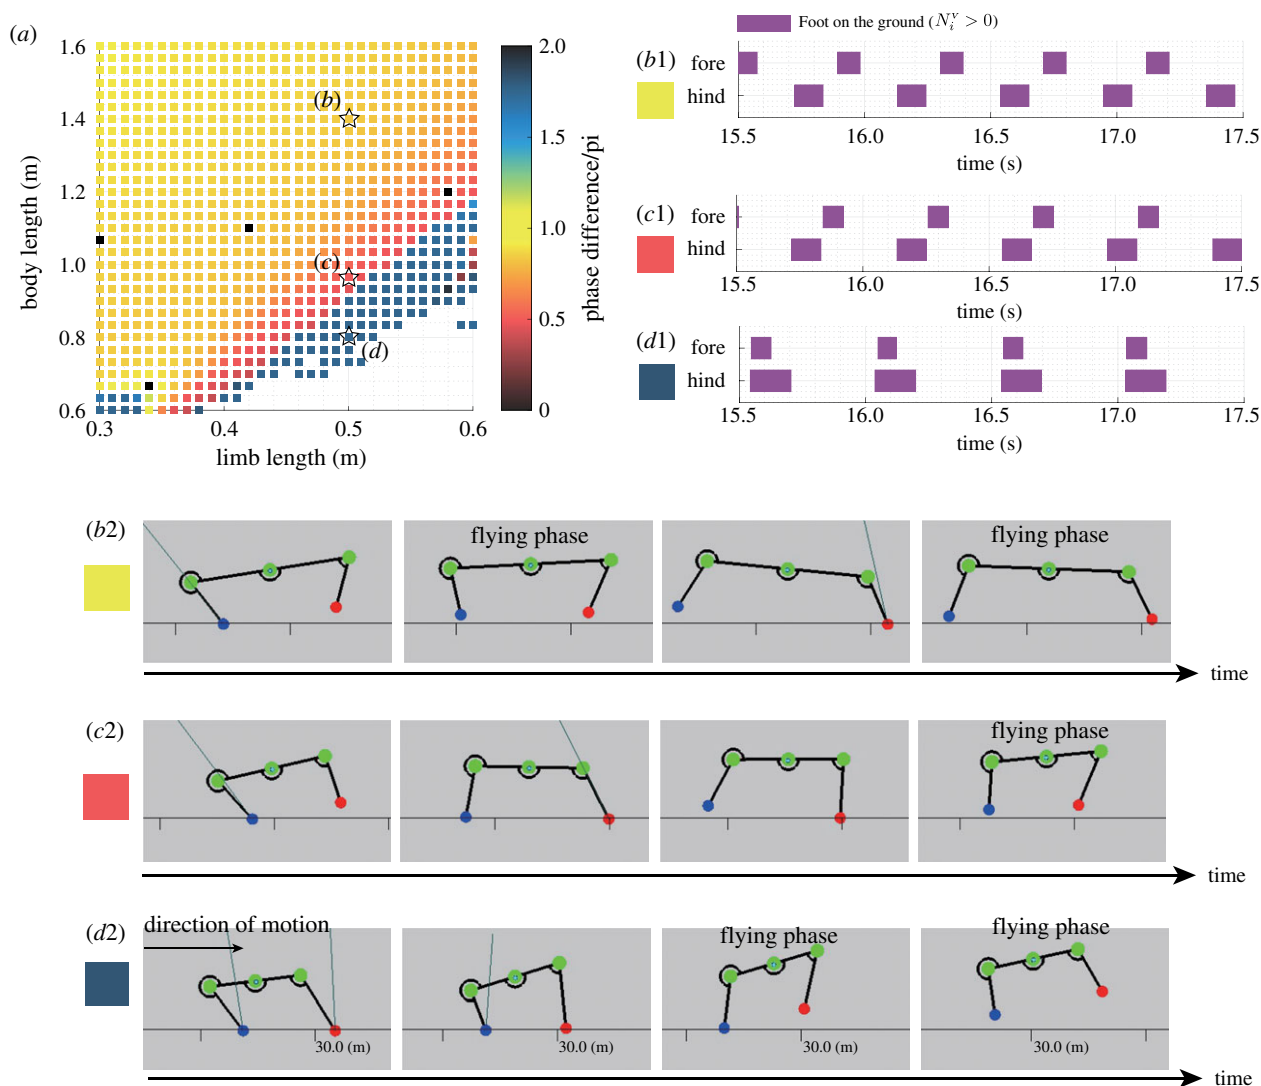 (a)
1.6
1.4
1.2
1.0
0.8
0.6
body length (m)
0.3
0.4
0.5
0.6
limb length (m)
(b)
(c)
(d)
2.0
1.5
1.0
0.5
0
phase difference/pi
Foot on the ground (N_i^v > 0)
(b1)
fore
hind
15.5 16.0 16.5 17.0 17.5
time (s)
(c1)
fore
hind
15.5 16.0 16.5 17.0 17.5
time (s)
(d1)
fore
hind
15.5 16.0 16.5 17.0 17.5
time (s)
(b2)
flying phase
flying phase
time
(c2)
flying phase
time
(d2)
direction of motion
flying phase
flying phase
30.0 (m)
30.0 (m)
30.0 (m)
30.0 (m)
time